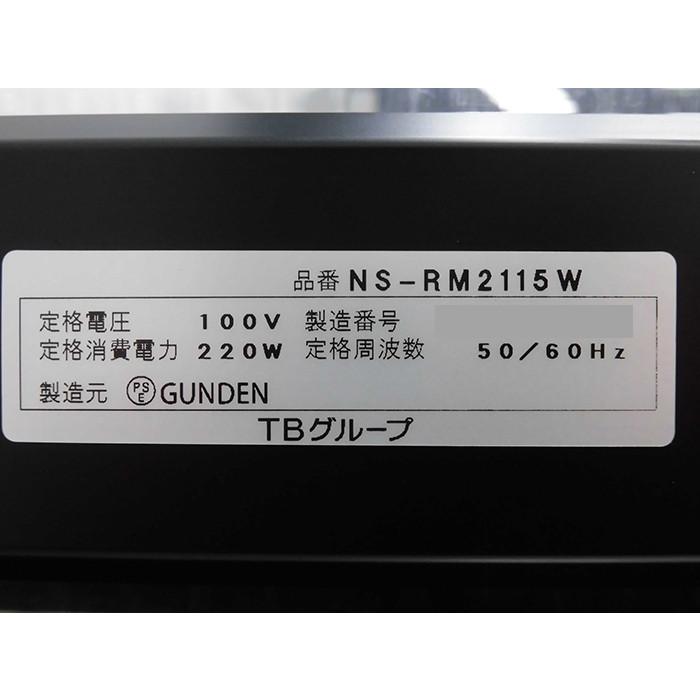 品番 NS-RM2115W
定格電圧 100V 製造番号
定格消費電力 220W 定格周波数 50/60Hz
製造元 PSE GUNDEN
TBグループ